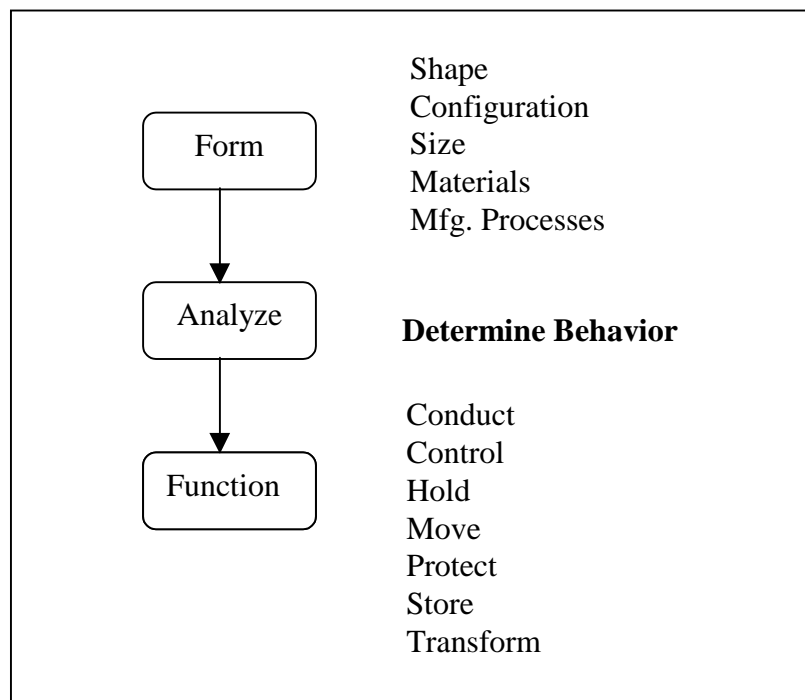 Form
Shape
Configuration
Size
Materials
Mfg. Processes
Analyze
Determine Behavior
Function
Conduct
Control
Hold
Move
Protect
Store
Transform